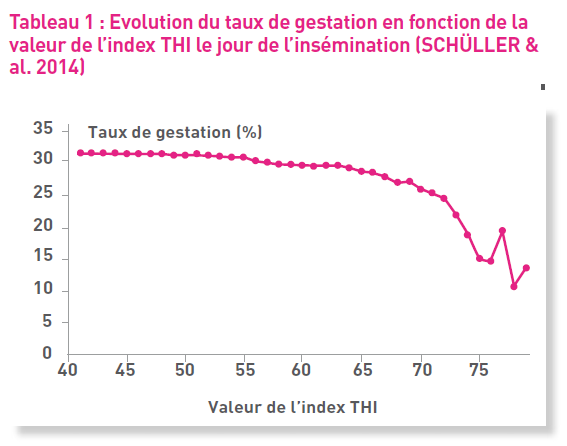 Tableau 1 : Evolution du taux de gestation en fonction de la
valeur de l'index THI le jour de l'insémination (SCHÜLLER &
al. 2014)
Taux de gestation (%)
35
30
25
20
15
10
5
0
40 45 50 55 60 65 70 75
Valeur de l'index THI